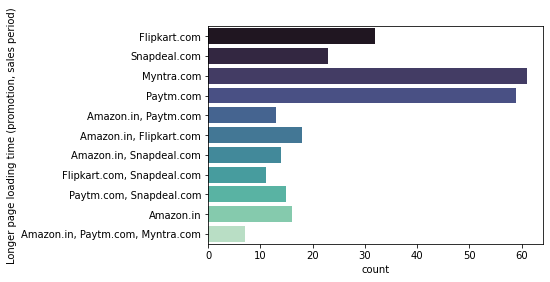 Longer page loading time (promotion, sales period)
Flipkart.com
Snapdeal.com
Myntra.com
Paytm.com
Amazon.in, Paytm.com
Amazon.in, Flipkart.com
Amazon.in, Snapdeal.com
Flipkart.com, Snapdeal.com
Paytm.com, Snapdeal.com
Amazon.in
Amazon.in, Paytm.com, Myntra.com
0 10 20 30 40 50 60
count